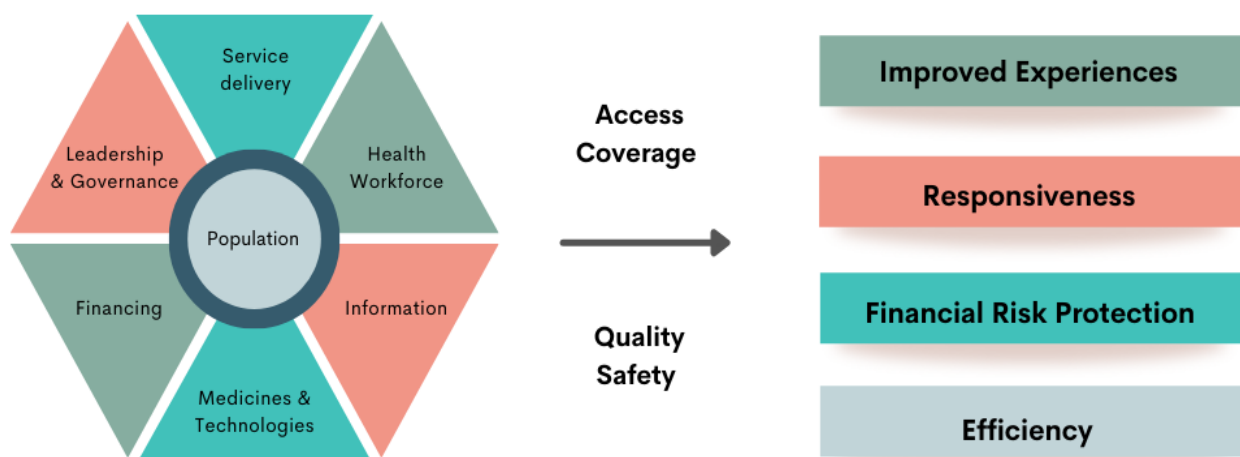 Service
delivery
Leadership
& Governance
Health
Workforce
Population
Financing
Information
Medicines &
Technologies
Access
Coverage
Quality
Safety
Improved Experiences
Responsiveness
Financial Risk Protection
Efficiency